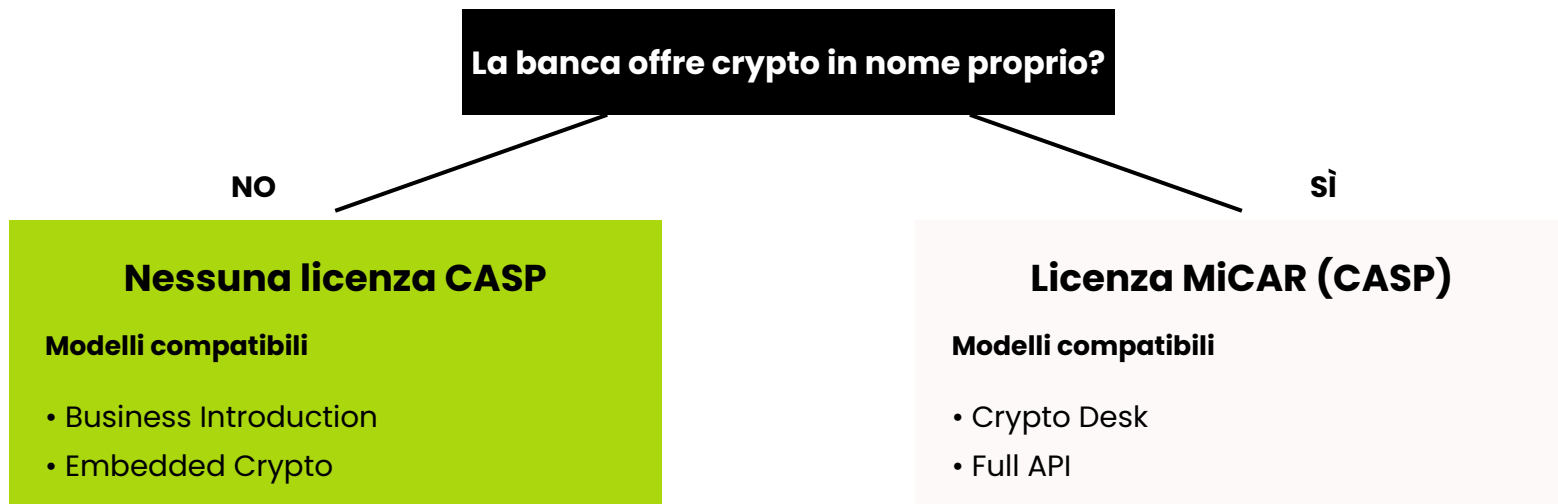 La banca offre crypto in nome proprio?
NO
SÌ
Nessuna licenza CASP
Modelli compatibili
• Business Introduction
• Embedded Crypto
Licenza MiCAR (CASP)
Modelli compatibili
• Crypto Desk
• Full API